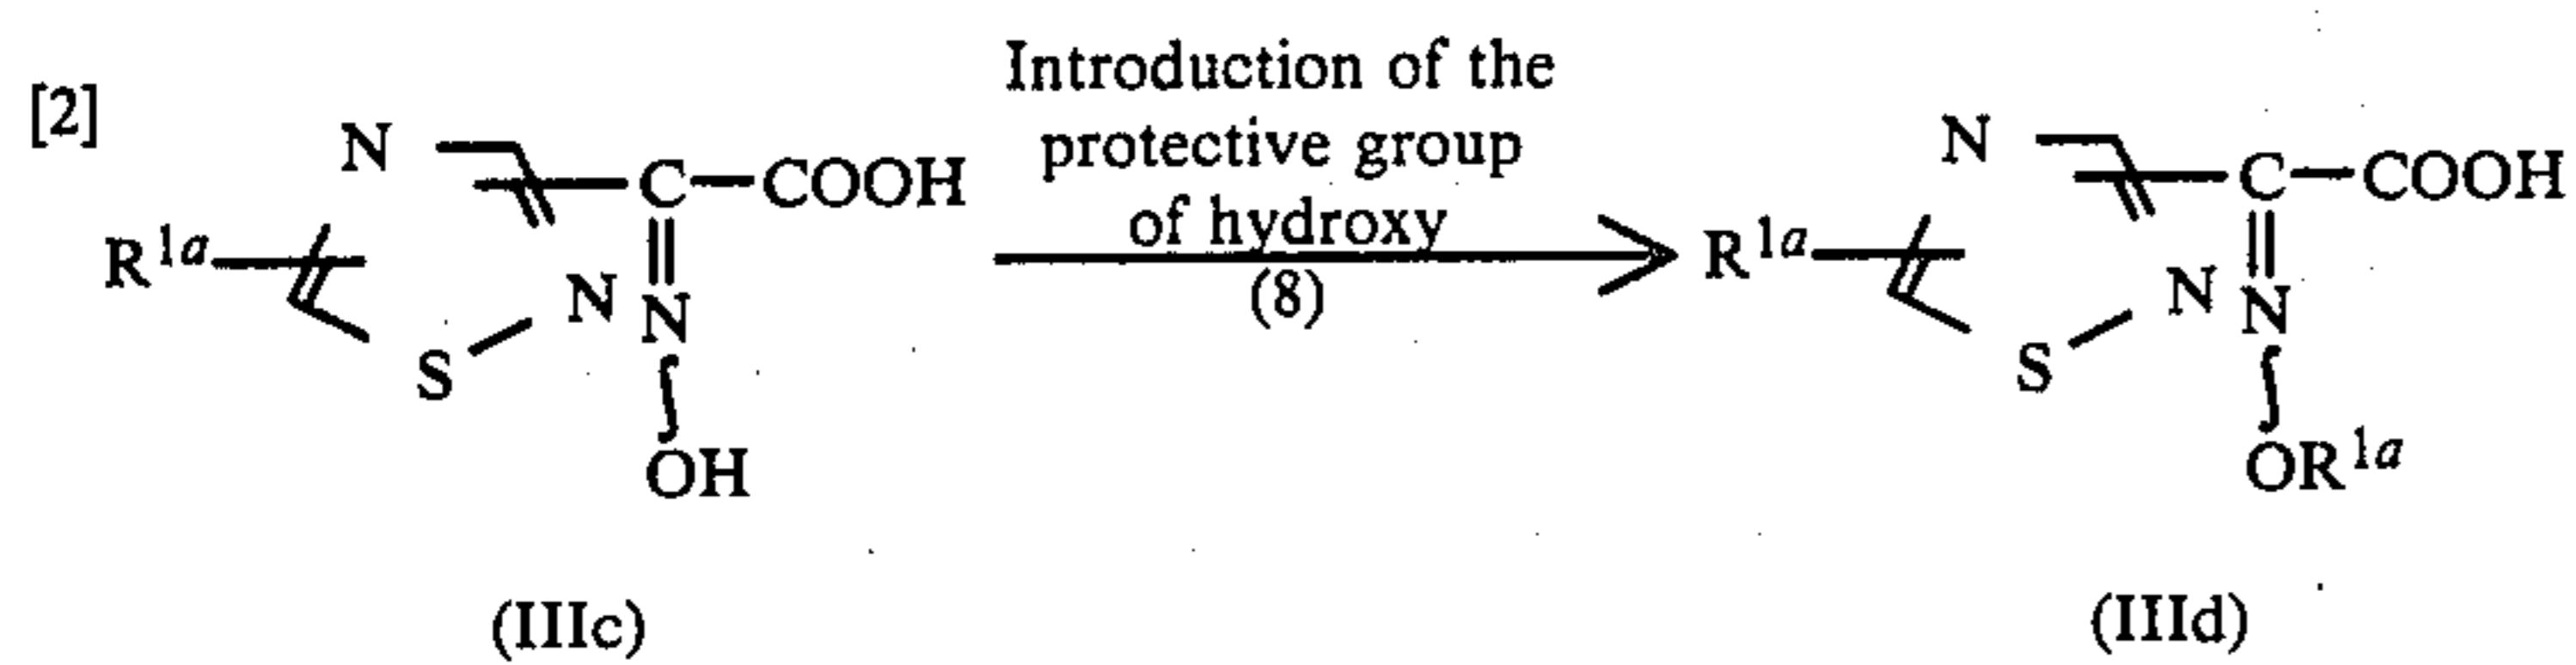 [2]
Introduction of the
protective group
of hydroxy
(8)
N
C—COOH
R1a
N
N
S
OH
(IIIc)
N
C—COOH
R1a
N
N
S
OR1a
(IIId)